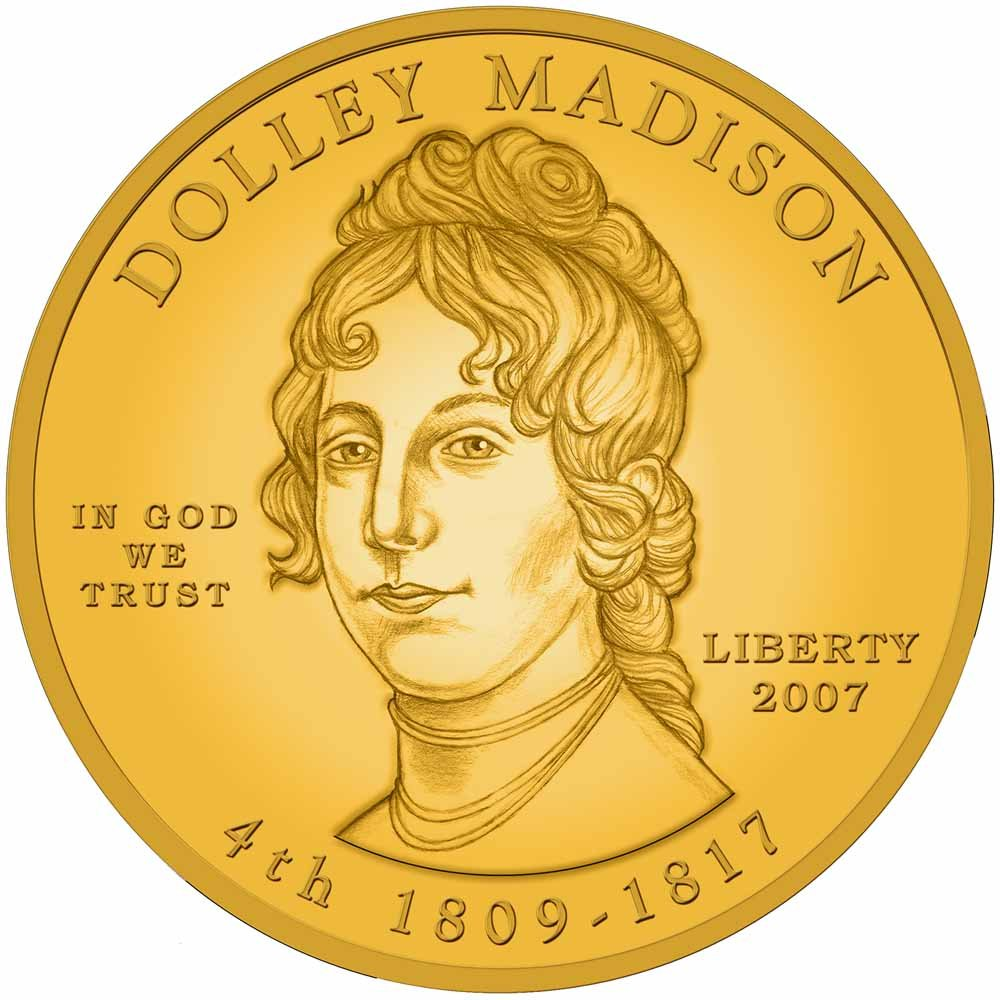 DOLLEY MADISON
IN GOD
WE
TRUST
LIBERTY
2007
4th 1809-1817